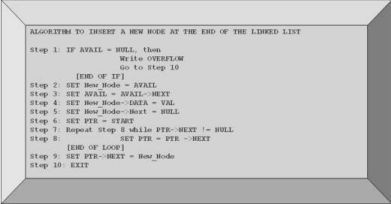 ALGORITHM TO INSERT A NEW NODE AT THE END OF THE LINKED LIST
Step 1: IF AVAIL = NULL, then
Write OVERFLOW
Go to Step 10
[END OF IF]
Step 2: SET New_Node = AVAIL
Step 3: SET AVAIL = AVAIL->NEXT
Step 4: SET New_Node->DATA = VAL
Step 5: SET New_Node->Next = NULL
Step 6: SET PTR = START
Step 7: Repeat Step 8 while PTR->NEXT != NULL
Step 8: SET PTR = PTR ->NEXT
[END OF LOOP]
Step 9: SET PTR->NEXT = New_Node
Step 10: EXIT